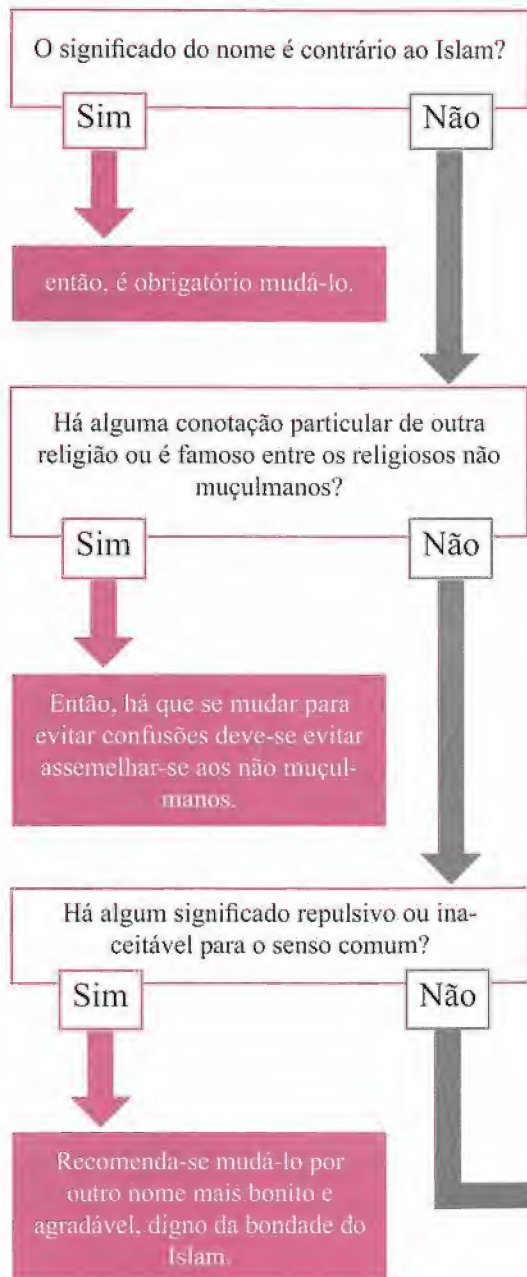 O significado do nome é contrário ao Islam?
Sim
Não
então, é obrigatório mudá-lo.
Há alguma conotação particular de outra
religião ou é famoso entre os religiosos não
muçulmanos?
Sim
Não
Então, há que se mudar para
evitar confusões deve-se evitar
assemelhar-se aos não muçul-
manos.
Há algum significado repulsivo ou ina-
ceitável para o senso comum?
Sim
Não
Recomenda-se mudá-lo por
outro nome mais bonito e
agradável, digno da bondade do
Islam.